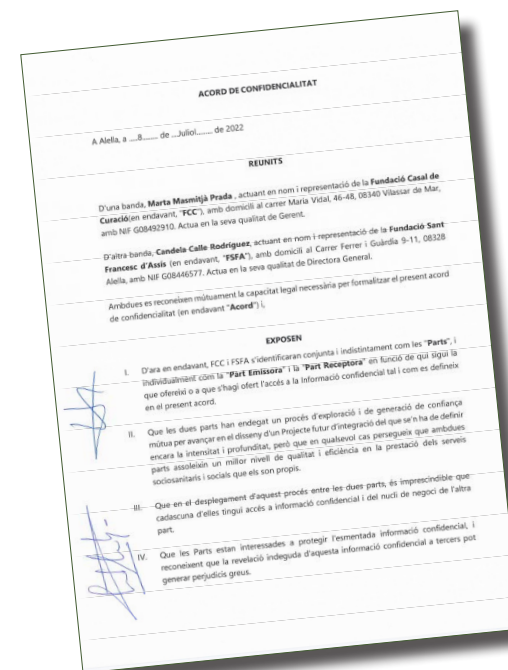 ACORD DE CONFIDENCIALITAT
A Alella, a ....8....... de ...Juliol....... de 2022
REUNITS
D'una banda, Marta Masmitjà Prada , actuant en nom i representació de la Fundació Casal de
Curació(en endavant, "FCC"), amb domicili al carrer Maria Vidal, 46-48, 08340 Vilassar de Mar,
amb NIF G08492910. Actua en la seva qualitat de Gerent.
D'altra banda, Candela Calle Rodríguez, actuant en nom i representació de la Fundació Sant
Francesc d'Assís (en endavant, "FSFA"), amb domicili al Carrer Ferrer i Guàrdia 9-11, 08328
Alella, amb NIF G08446577. Actua en la seva qualitat de Directora General.
Ambdues es reconeixen mútuament la capacitat legal necessària per formalitzar el present acord
de confidencialitat (en endavant "Acord") i,
EXPOSEN
I. D'ara en endavant, FCC i FSFA s'identificaran conjunta i indistintament com les "Parts", i
individualment com la "Part Emissora" i la "Part Receptora" en funció de qui sigui la
que ofereixi o a que s'hagi ofert l'accés a la Informació confidencial tal i com es defineix
en el present acord.
II. Que les dues parts han endegat un procés d'exploració i de generació de confiança
mútua per avançar en el disseny d'un Projecte futur d'integració del que se'n ha de definir
encara la intensitat i profunditat, però que en qualsevol cas persegueix que ambdues
parts assoleixin un millor nivell de qualitat i eficiència en la prestació dels serveis
sociosanitaris i socials que els son propis.
III. Que en el desplegament d'aquest procés entre les dues parts, és imprescindible que
cadascuna d'elles tingui accés a informació confidencial i del nucli de negoci de l'altra
part.
IV. Que les Parts estan interessades a protegir l'esmentada informació confidencial, i
reconeixent que la revelació indeguda d'aquesta informació confidencial a tercers pot
generar perjudicis greus.